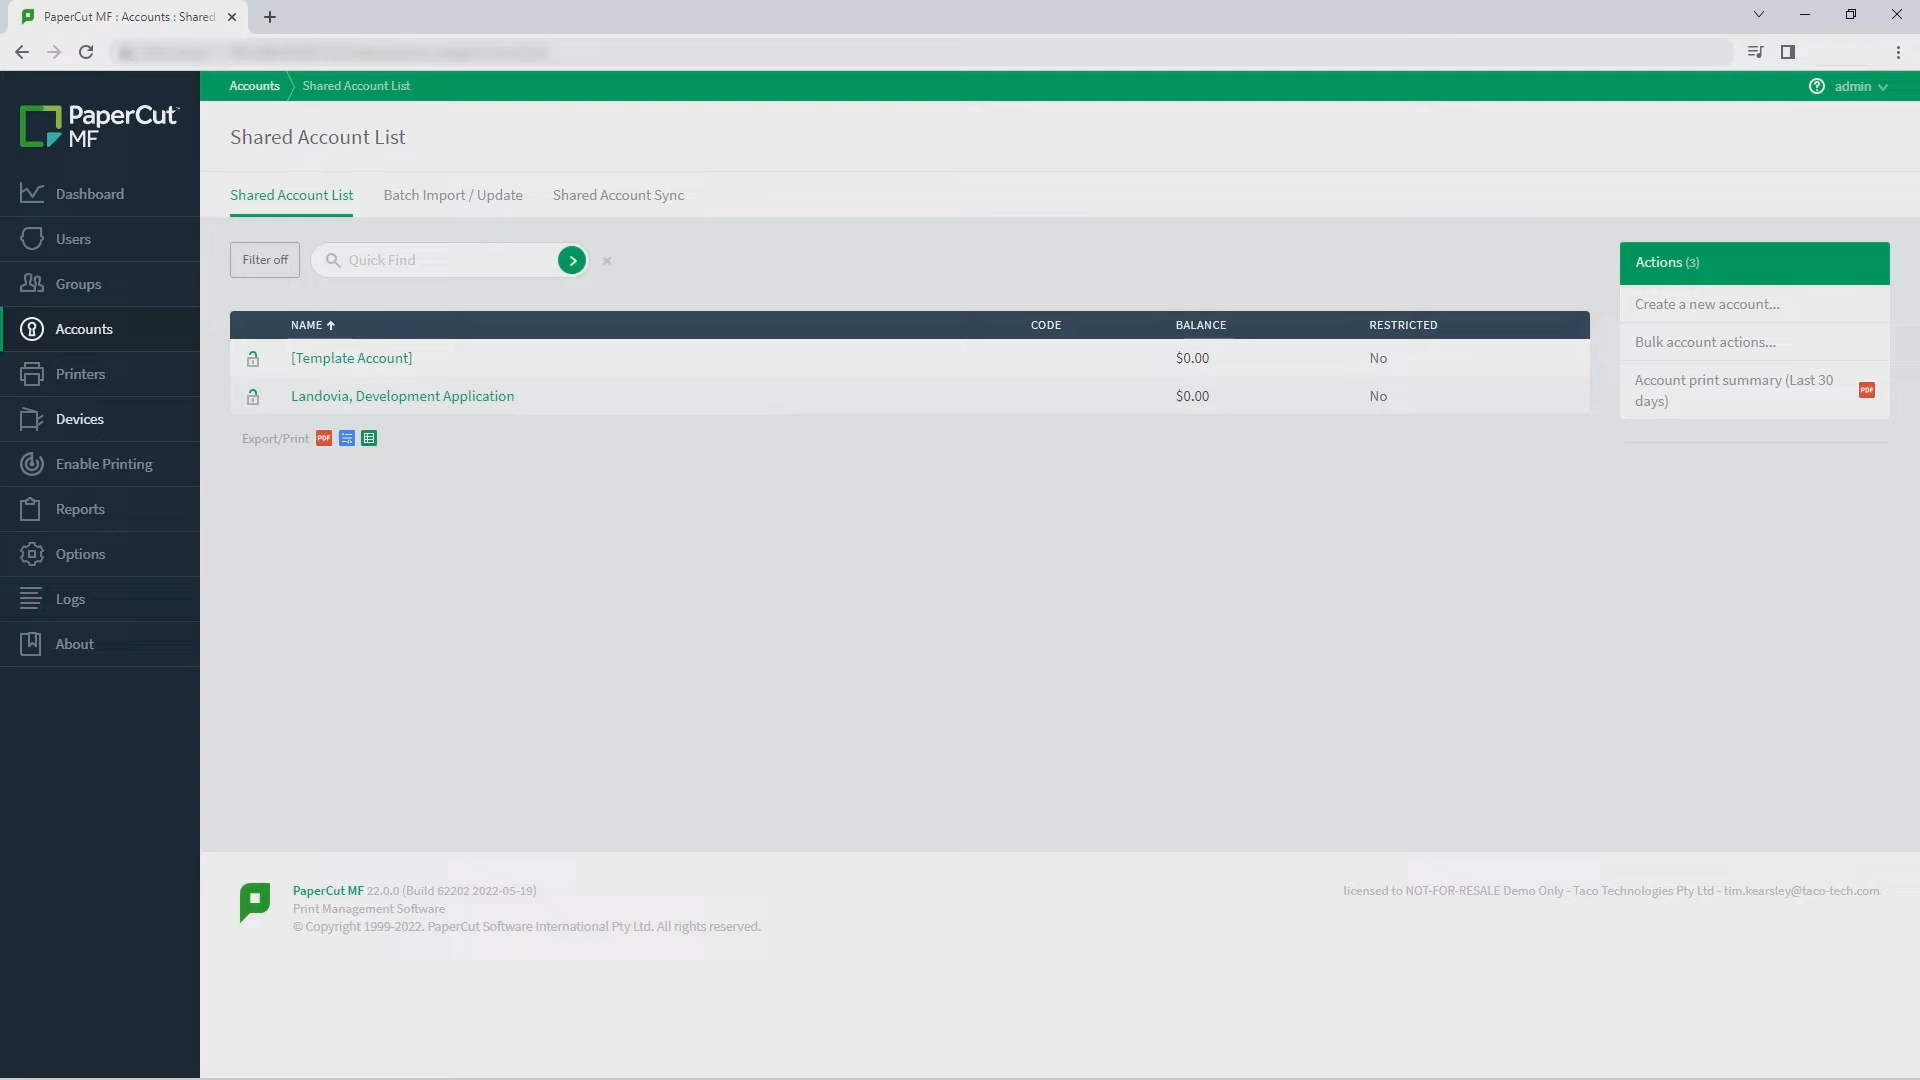 PaperCut MF : Accounts : Shared
Accounts
Shared Account List
admin
PaperCut™
MF
Shared Account List
Dashboard
Users
Groups
Accounts
Printers
Devices
Enable Printing
Reports
Options
Logs
About
Shared Account List
Batch Import / Update
Shared Account Sync
Filter off
Quick Find
NAME
CODE
BALANCE
RESTRICTED
[Template Account]
$0.00
No
Landovia, Development Application
$0.00
No
Export/Print
PDF
Actions (3)
Create a new account...
Bulk account actions...
Account print summary (Last 30
days)
PDF
PaperCut MF 22.0.0 (Build 62202 2022-05-19)
Print Management Software
© Copyright 1999-2022. PaperCut Software International Pty Ltd. All rights reserved.
licensed to NOT-FOR-RESALE Demo Only - Taco Technologies Pty Ltd - tim.kearsley@taco-tech.com